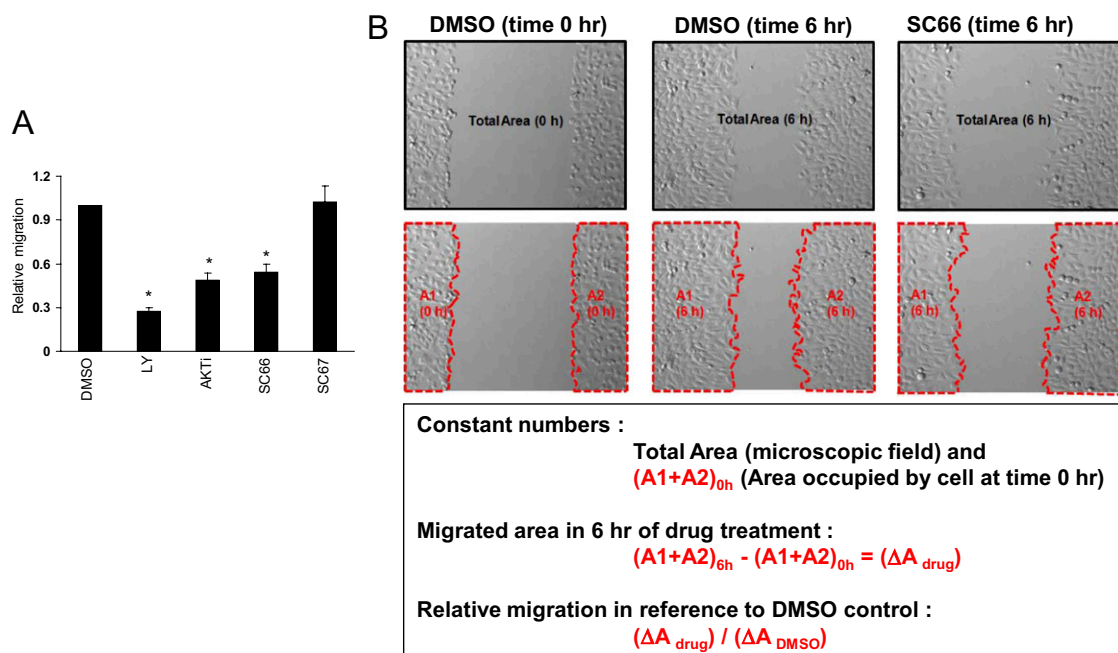 A
Relative migration
1.2
0.9
0.6
0.3
0
*
*
*
DMSO
LY
AKTi
SC66
SC67
B
DMSO (time 0 hr)
DMSO (time 6 hr)
SC66 (time 6 hr)
Total Area (0 h)
Total Area (6 h)
Total Area (6 h)
A1
(0 h)
A2
(0 h)
A1
(6 h)
A2
(6 h)
A1
(6 h)
A2
(6 h)
Constant numbers :
Total Area (microscopic field) and
(A1+A2)0h (Area occupied by cell at time 0 hr)
Migrated area in 6 hr of drug treatment :
(A1+A2)6h - (A1+A2)0h = (ΔA drug)
Relative migration in reference to DMSO control :
(ΔA drug) / (ΔA DMSO)